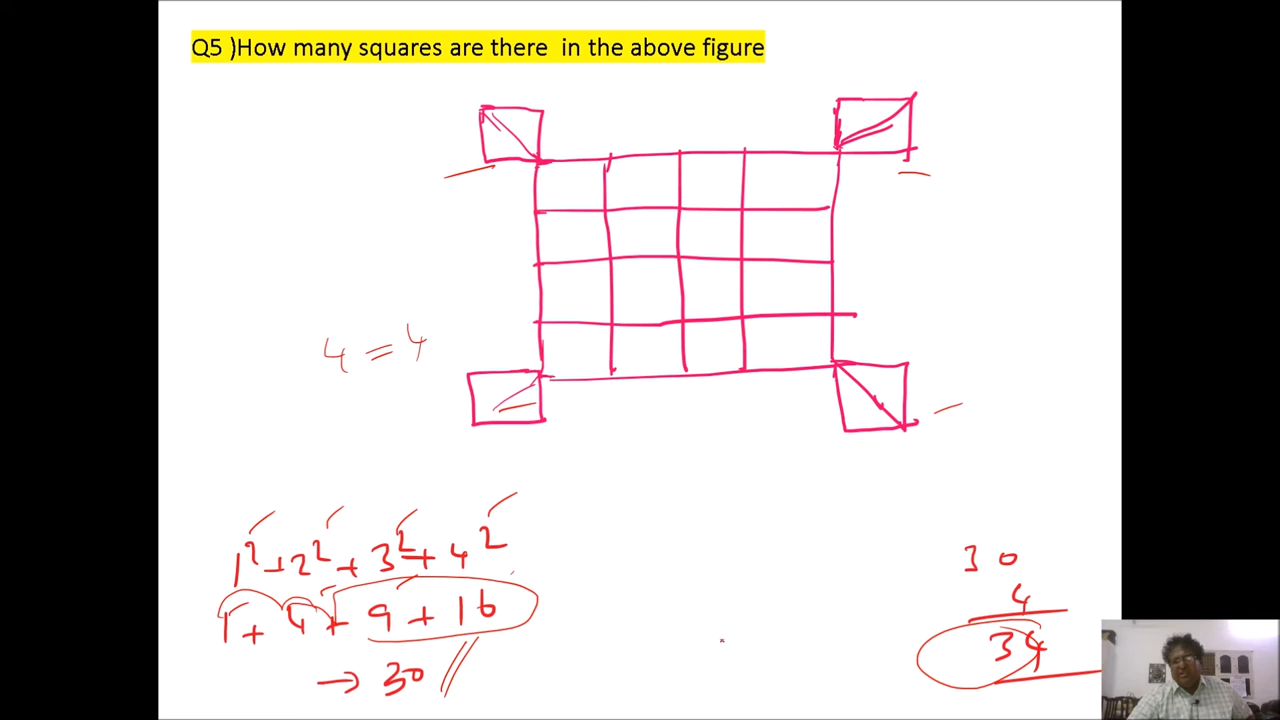 Q5 )How many squares are there in the above figure
4 = 4
1² + 2² + 3² + 4²
1 + 4 + 9 + 16
→ 30
30
4
34